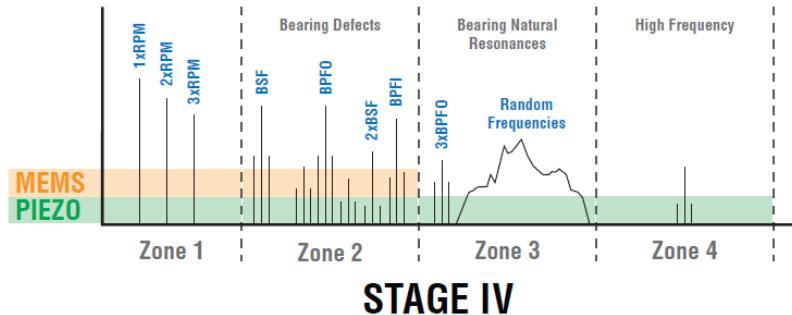 Bearing Defects
Bearing Natural
Resonances
High Frequency
1xRPM
2xRPM
3xRPM
BSF
BPFO
2xBSF
BPFI
3xBPFO
Random
Frequencies
MEMS
PIEZO
Zone 1
Zone 2
Zone 3
Zone 4
STAGE IV